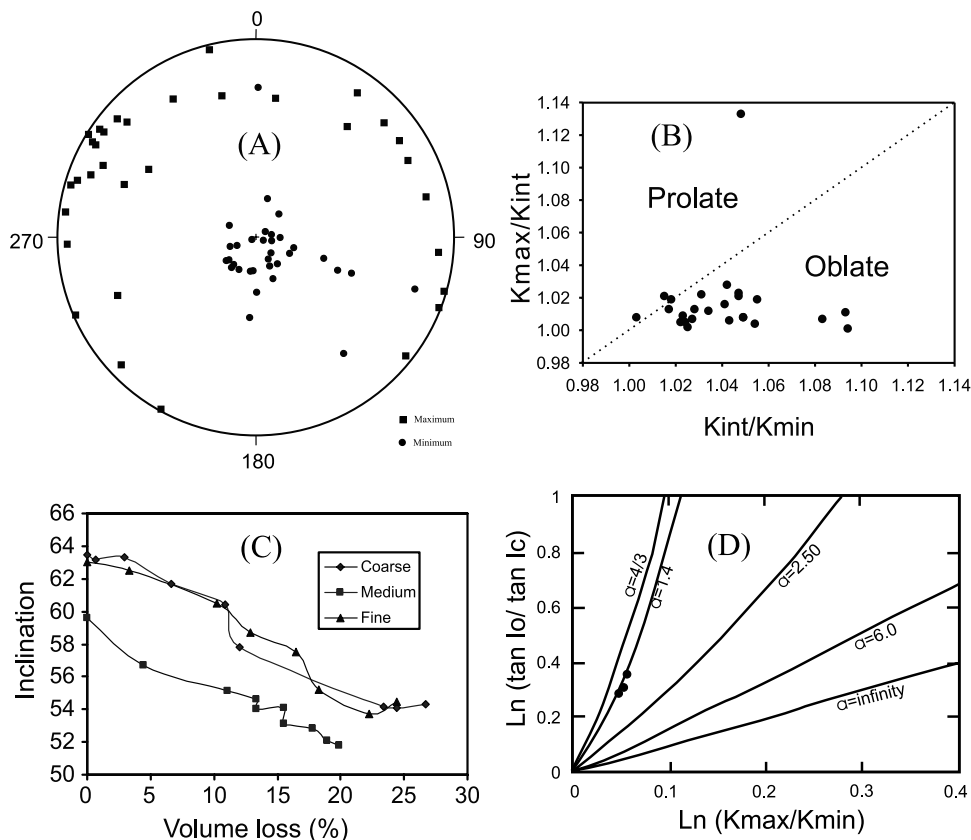 0
(A)
270
90
180
Maximum
Minimum
Kmax/Kint
1.14
1.12
1.10
1.08
1.06
1.04
1.02
1.00
0.98
(B)
Prolate
Oblate
0.98 1.00 1.02 1.04 1.06 1.08 1.10 1.12 1.14
Kint/Kmin
Inclination
66
64
62
60
58
56
54
52
50
(C)
Coarse
Medium
Fine
0 5 10 15 20 25 30
Volume loss (%)
Ln (tan Io/ tan Ic)
1
0.8
0.6
0.4
0.2
0
(D)
a=4/3
a=1.4
a=2.50
a=6.0
a=infinity
0 0.1 0.2 0.3 0.4
Ln (Kmax/Kmin)